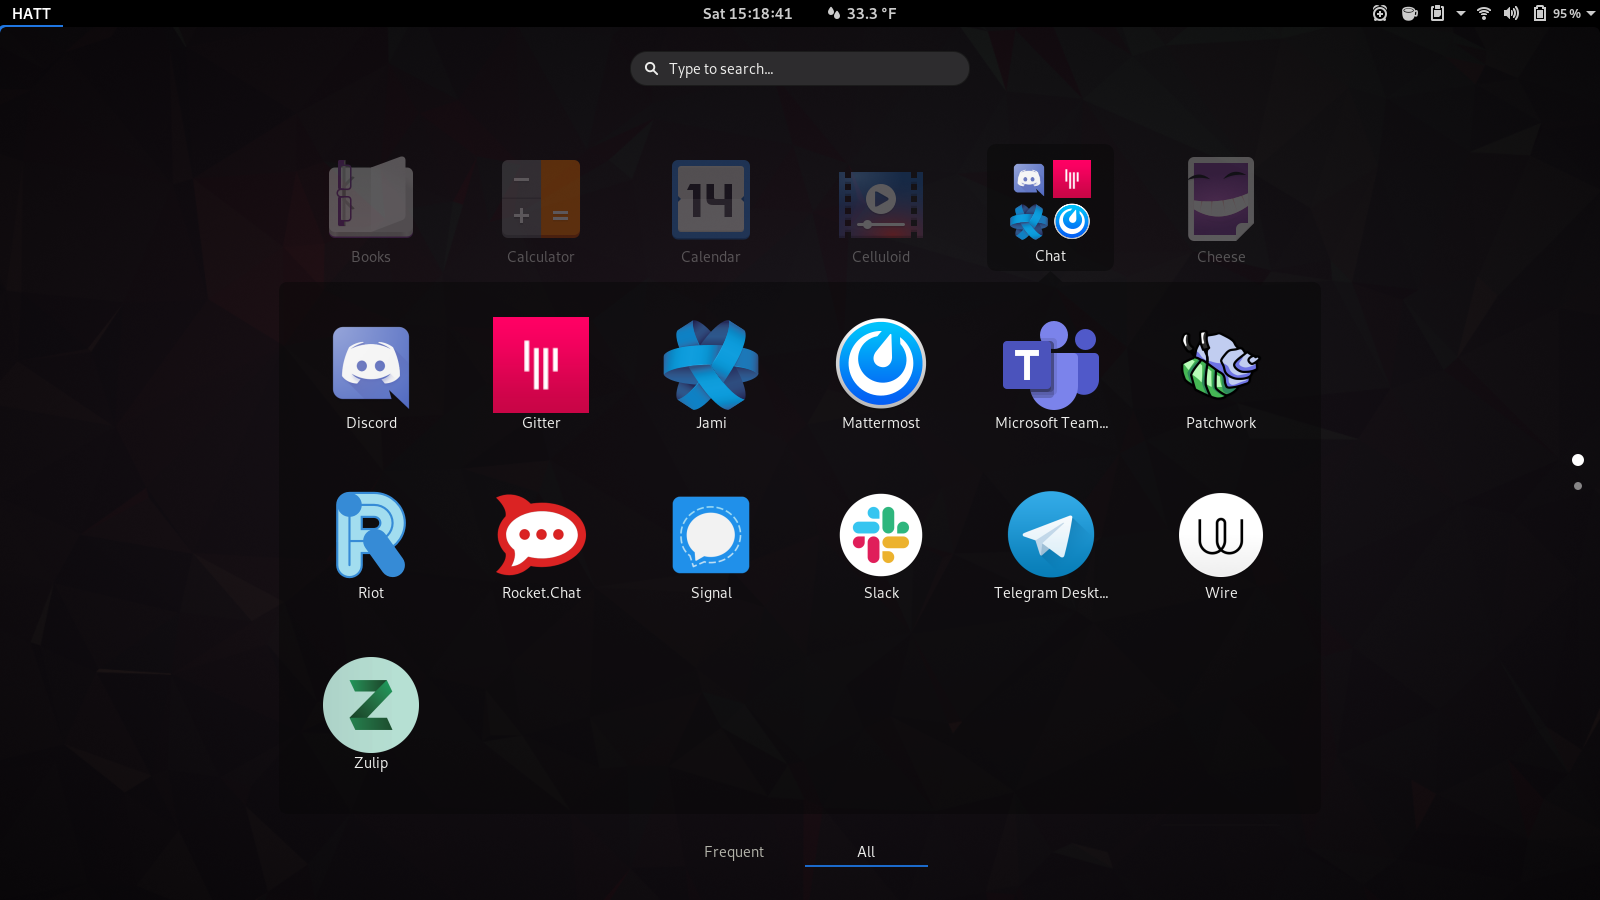 HATT
Sat 15:18:41
33.3 °F
95 %
Type to search...
Books
Calculator
14
Calendar
Celluloid
Chat
Cheese
Discord
Gitter
Jami
Mattermost
T
Microsoft Team...
Patchwork
R
Riot
Rocket.Chat
Signal
Slack
Telegram Deskt...
W
Wire
Z
Zulip
Frequent
All